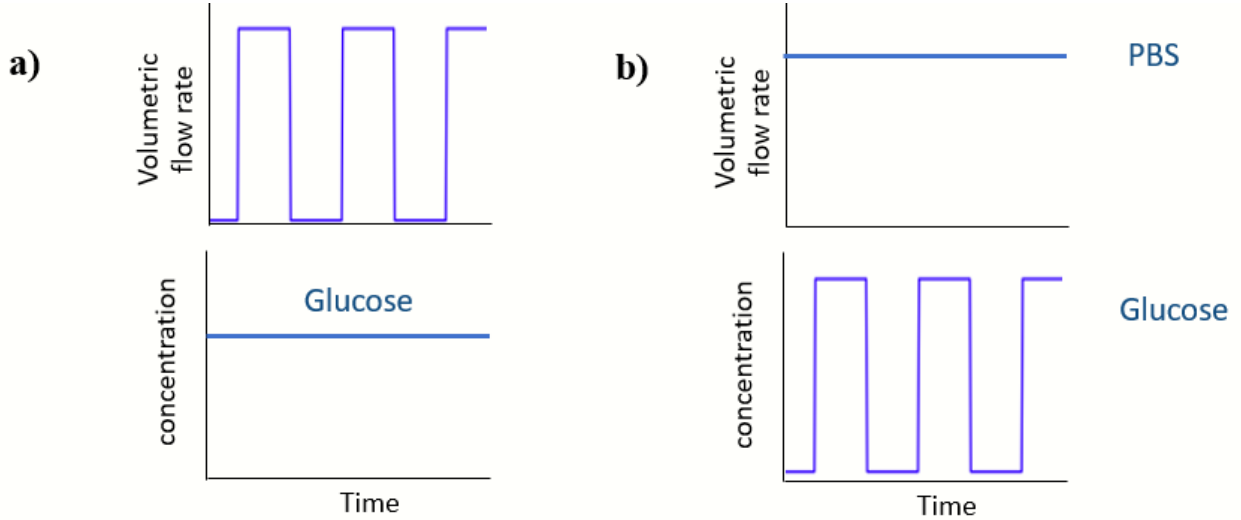 a)
Volumetric
flow rate
concentration
Glucose
Time
b)
Volumetric
flow rate
PBS
concentration
Glucose
Time